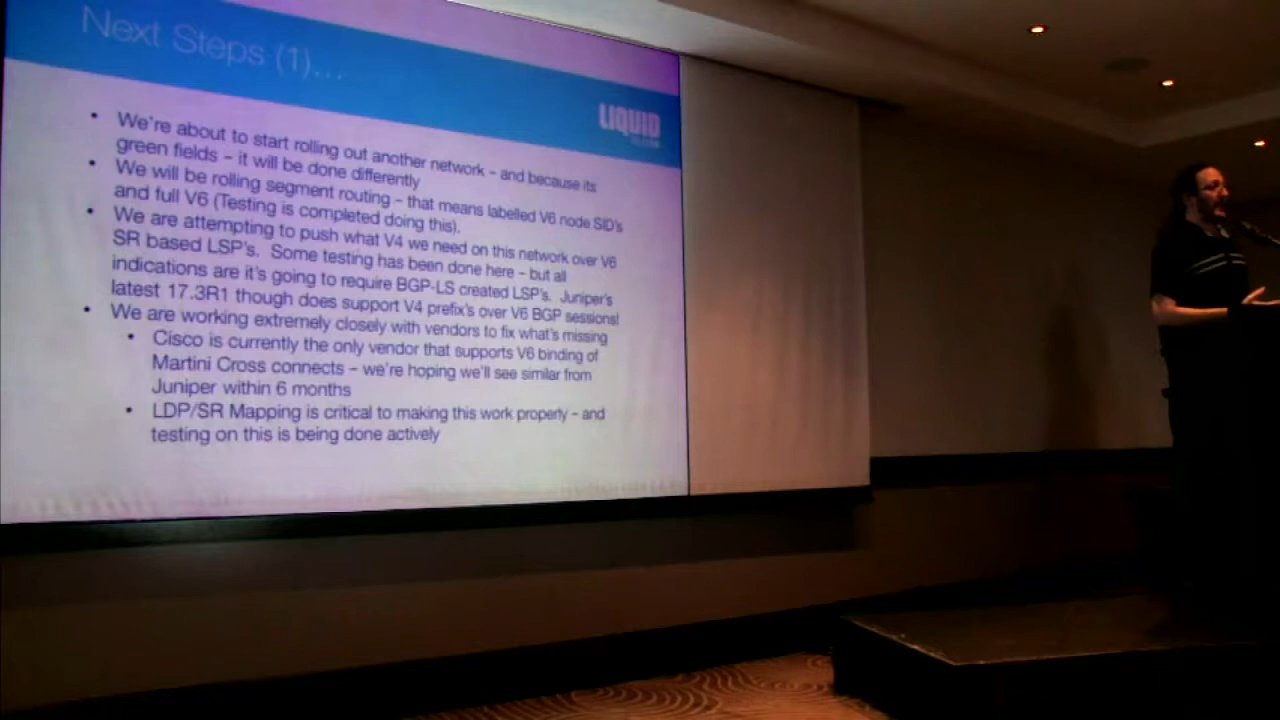 Next Steps (1)...
LIQUID
• We're about to start rolling out another network – and because its
green fields – it will be done differently
• We will be rolling segment routing – that means labelled V6 node SID's
and full V6 (Testing is completed doing this).
• We are attempting to push what V4 we need on this network over V6
SR based LSP's. Some testing has been done here – but all
indications are it's going to require BGP-LS created LSP's. Juniper's
latest 17.3R1 though does support V4 prefix's over V6 BGP sessions!
• We are working extremely closely with vendors to fix what's missing
• Cisco is currently the only vendor that supports V6 binding of
Martini Cross connects – we're hoping we'll see similar from
Juniper within 6 months
• LDP/SR Mapping is critical to making this work properly – and
testing on this is being done actively